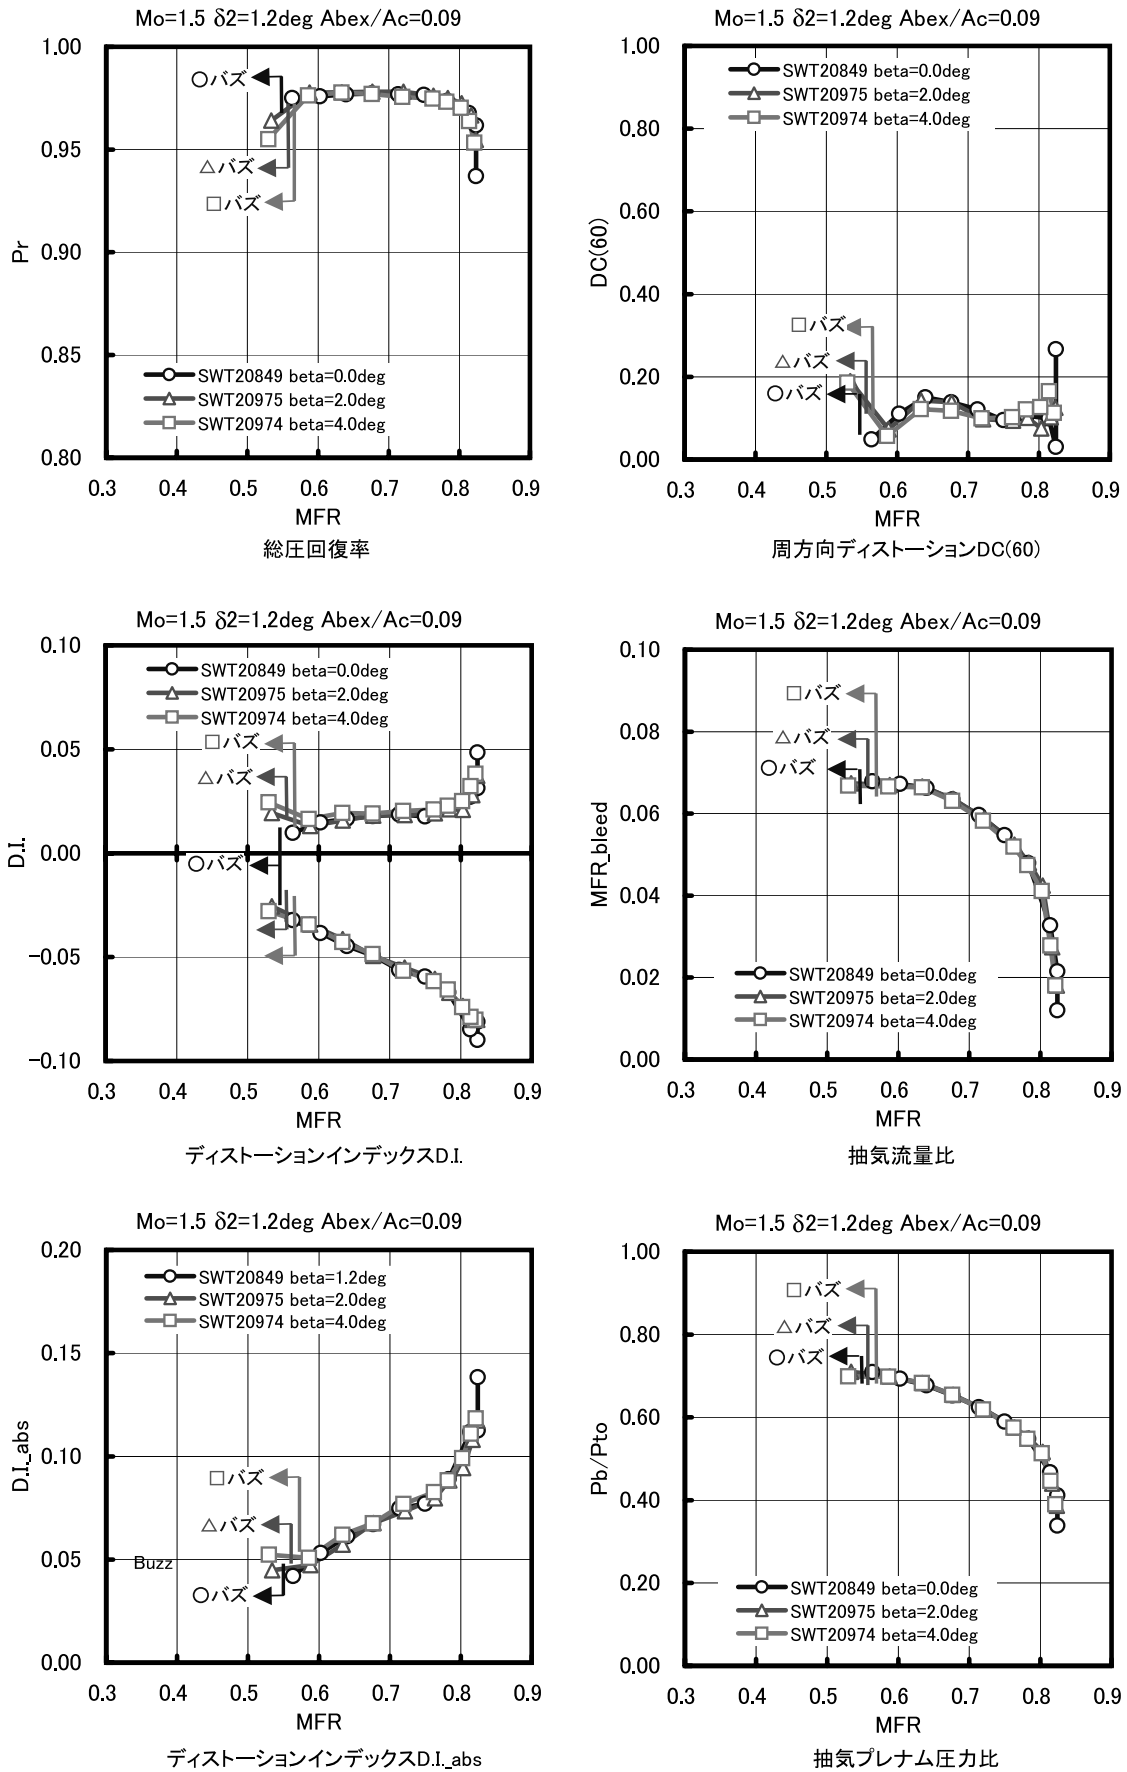 Mo=1.5 δ2=1.2deg Abex/Ac=0.09
1.00
0.95
0.90
0.85
0.80
Pr
○バズ
△バズ
□バズ
SWT20849 beta=0.0deg
SWT20975 beta=2.0deg
SWT20974 beta=4.0deg
0.3 0.4 0.5 0.6 0.7 0.8 0.9
MFR
総圧回復率
Mo=1.5 δ2=1.2deg Abex/Ac=0.09
1.00
0.80
0.60
0.40
0.20
0.00
DC(60)
SWT20849 beta=0.0deg
SWT20975 beta=2.0deg
SWT20974 beta=4.0deg
□バズ
△バズ
○バズ
0.3 0.4 0.5 0.6 0.7 0.8 0.9
MFR
周方向ディストーションDC(60)
Mo=1.5 δ2=1.2deg Abex/Ac=0.09
0.10
0.05
0.00
-0.05
-0.10
D.I.
SWT20849 beta=0.0deg
SWT20975 beta=2.0deg
SWT20974 beta=4.0deg
□バズ
△バズ
○バズ
0.3 0.4 0.5 0.6 0.7 0.8 0.9
MFR
ディストーションインデックスD.I.
Mo=1.5 δ2=1.2deg Abex/Ac=0.09
0.10
0.08
0.06
0.04
0.02
0.00
MFR_bleed
□バズ
△バズ
○バズ
SWT20849 beta=0.0deg
SWT20975 beta=2.0deg
SWT20974 beta=4.0deg
0.3 0.4 0.5 0.6 0.7 0.8 0.9
MFR
抽気流量比
Mo=1.5 δ2=1.2deg Abex/Ac=0.09
0.20
0.15
0.10
0.05
0.00
D.I._abs
SWT20849 beta=1.2deg
SWT20975 beta=2.0deg
SWT20974 beta=4.0deg
□バズ
△バズ
Buzz
○バズ
0.3 0.4 0.5 0.6 0.7 0.8 0.9
MFR
ディストーションインデックスD.I._abs
Mo=1.5 δ2=1.2deg Abex/Ac=0.09
1.00
0.80
0.60
0.40
0.20
0.00
Pb/Pto
□バズ
△バズ
○バズ
SWT20849 beta=0.0deg
SWT20975 beta=2.0deg
SWT20974 beta=4.0deg
0.3 0.4 0.5 0.6 0.7 0.8 0.9
MFR
抽気プレナム圧力比